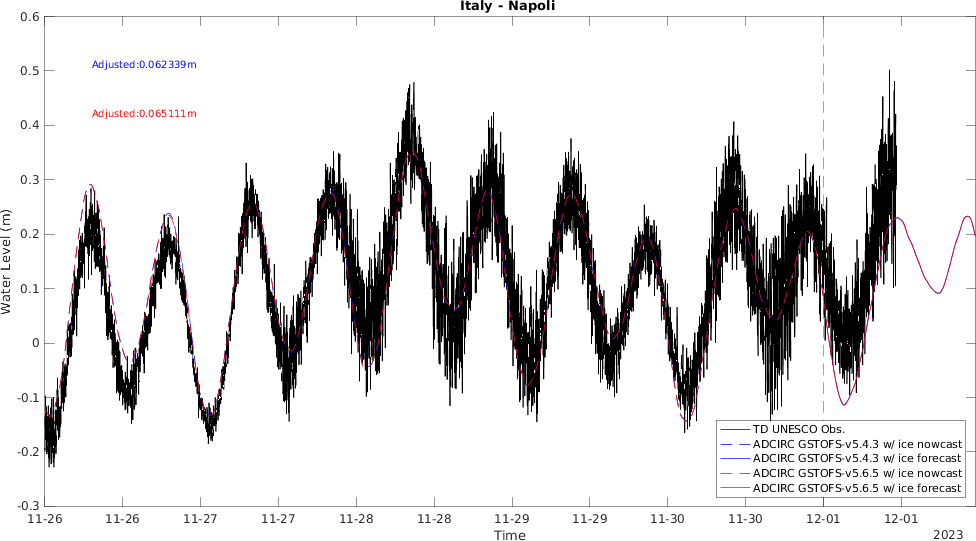 Italy - Napoli
0.6
0.5
0.4
0.3
0.2
0.1
0
-0.1
-0.2
-0.3
Water Level (m)
Adjusted:0.062339m
Adjusted:0.065111m
TD UNESCO Obs.
ADCIRC GSTOFS-v5.4.3 w/ ice nowcast
ADCIRC GSTOFS-v5.4.3 w/ ice forecast
ADCIRC GSTOFS-v5.6.5 w/ ice nowcast
ADCIRC GSTOFS-v5.6.5 w/ ice forecast
11-26 11-26 11-27 11-27 11-28 11-28 11-29 11-29 11-30 11-30 12-01 12-01
Time
2023